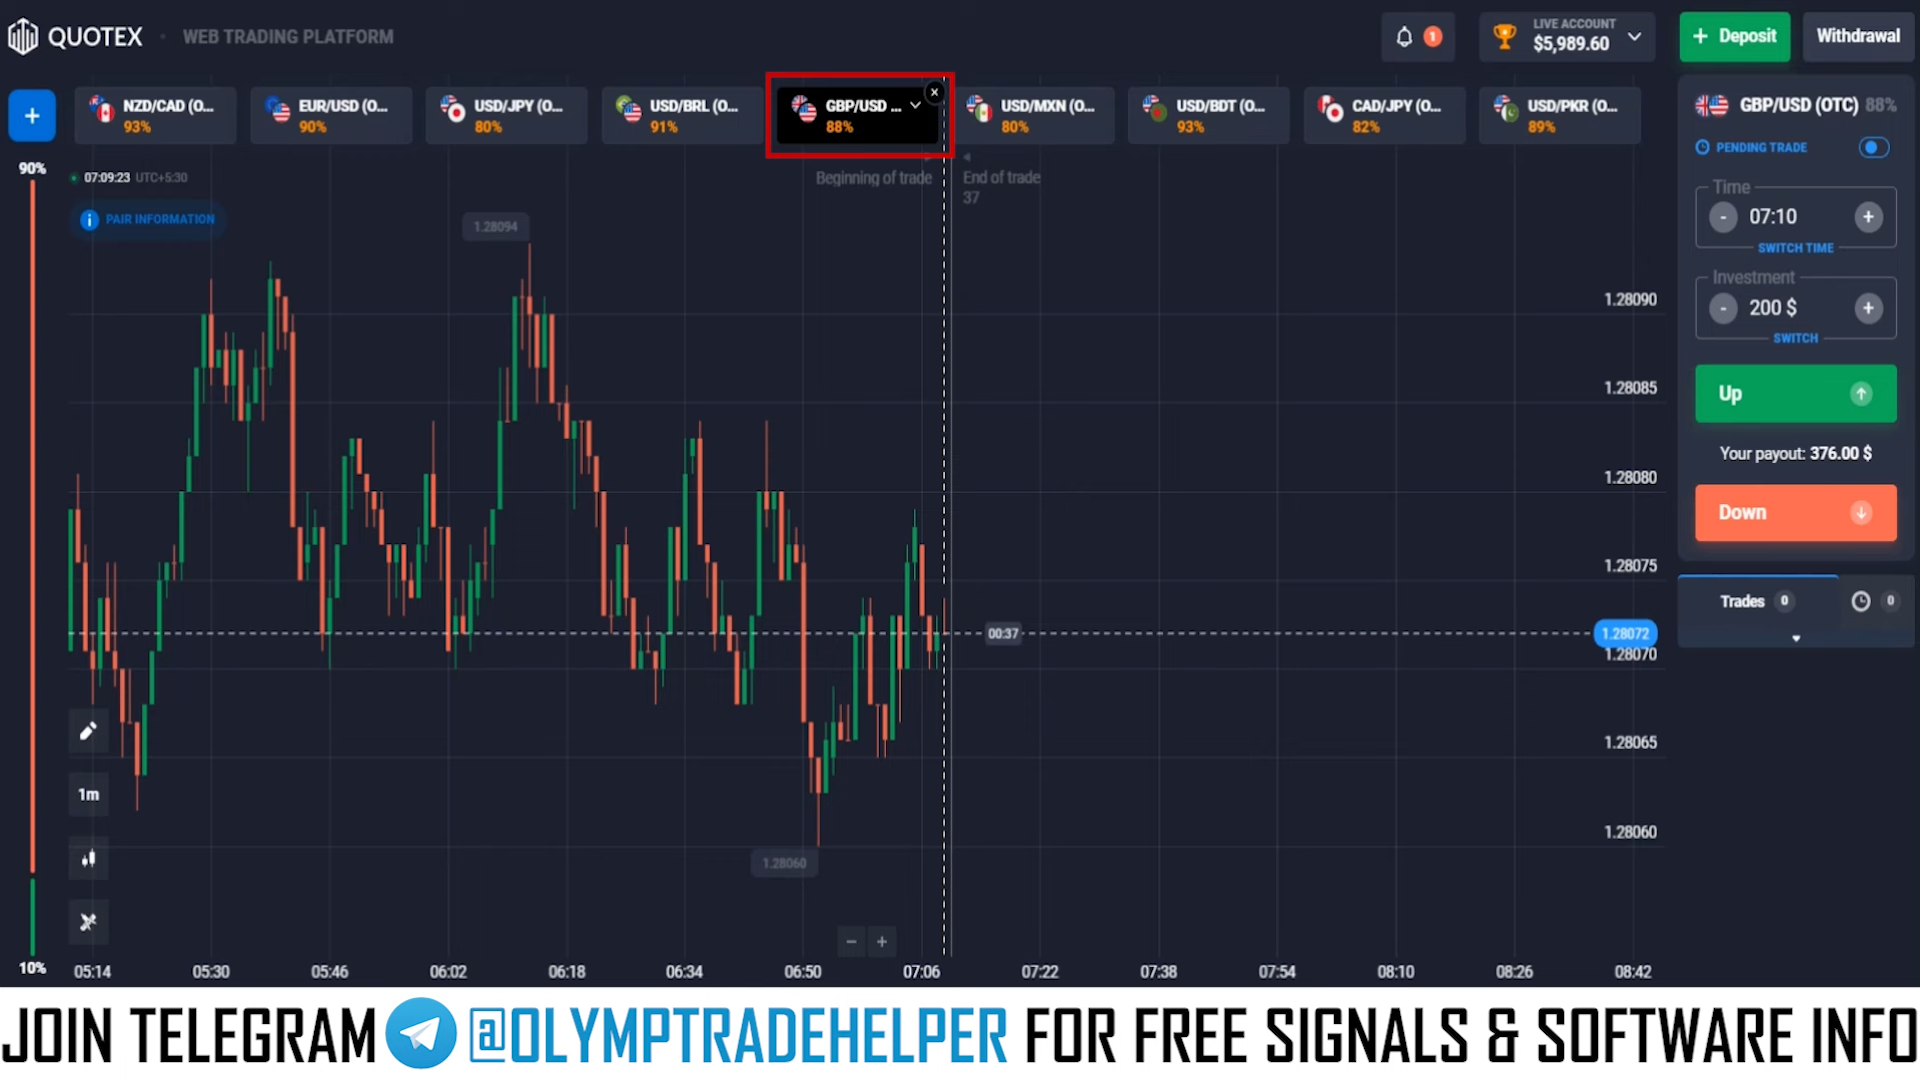 QUOTEX
WEB TRADING PLATFORM
1
LIVE ACCOUNT
$5,989.60
+ Deposit
Withdrawal
+
NZD/CAD (O...
93%
EUR/USD (O...
90%
USD/JPY (O...
80%
USD/BRL (O...
91%
GBP/USD ...
88%
USD/MXN (O...
80%
USD/BDT (O...
93%
CAD/JPY (O...
82%
USD/PKR (O...
89%
GBP/USD (OTC) 88%
PENDING TRADE
90%
07:09:23 UTC+5:30
PAIR INFORMATION
Beginning of trade
End of trade
37
Time
- 07:10 +
SWITCH TIME
Investment
- 200 $ +
SWITCH
Up
Your payout: 376.00 $
Down
Trades 0
0
1.28094
1.28090
1.28085
1.28080
1.28075
00:37
1.28072
1.28070
1.28065
1.28060
1.28060
1m
− +
10%
05:14 05:30 05:46 06:02 06:18 06:34 06:50 07:06 07:22 07:38 07:54 08:10 08:26 08:42
JOIN TELEGRAM @OLYMPTRADEHELPER FOR FREE SIGNALS & SOFTWARE INFO